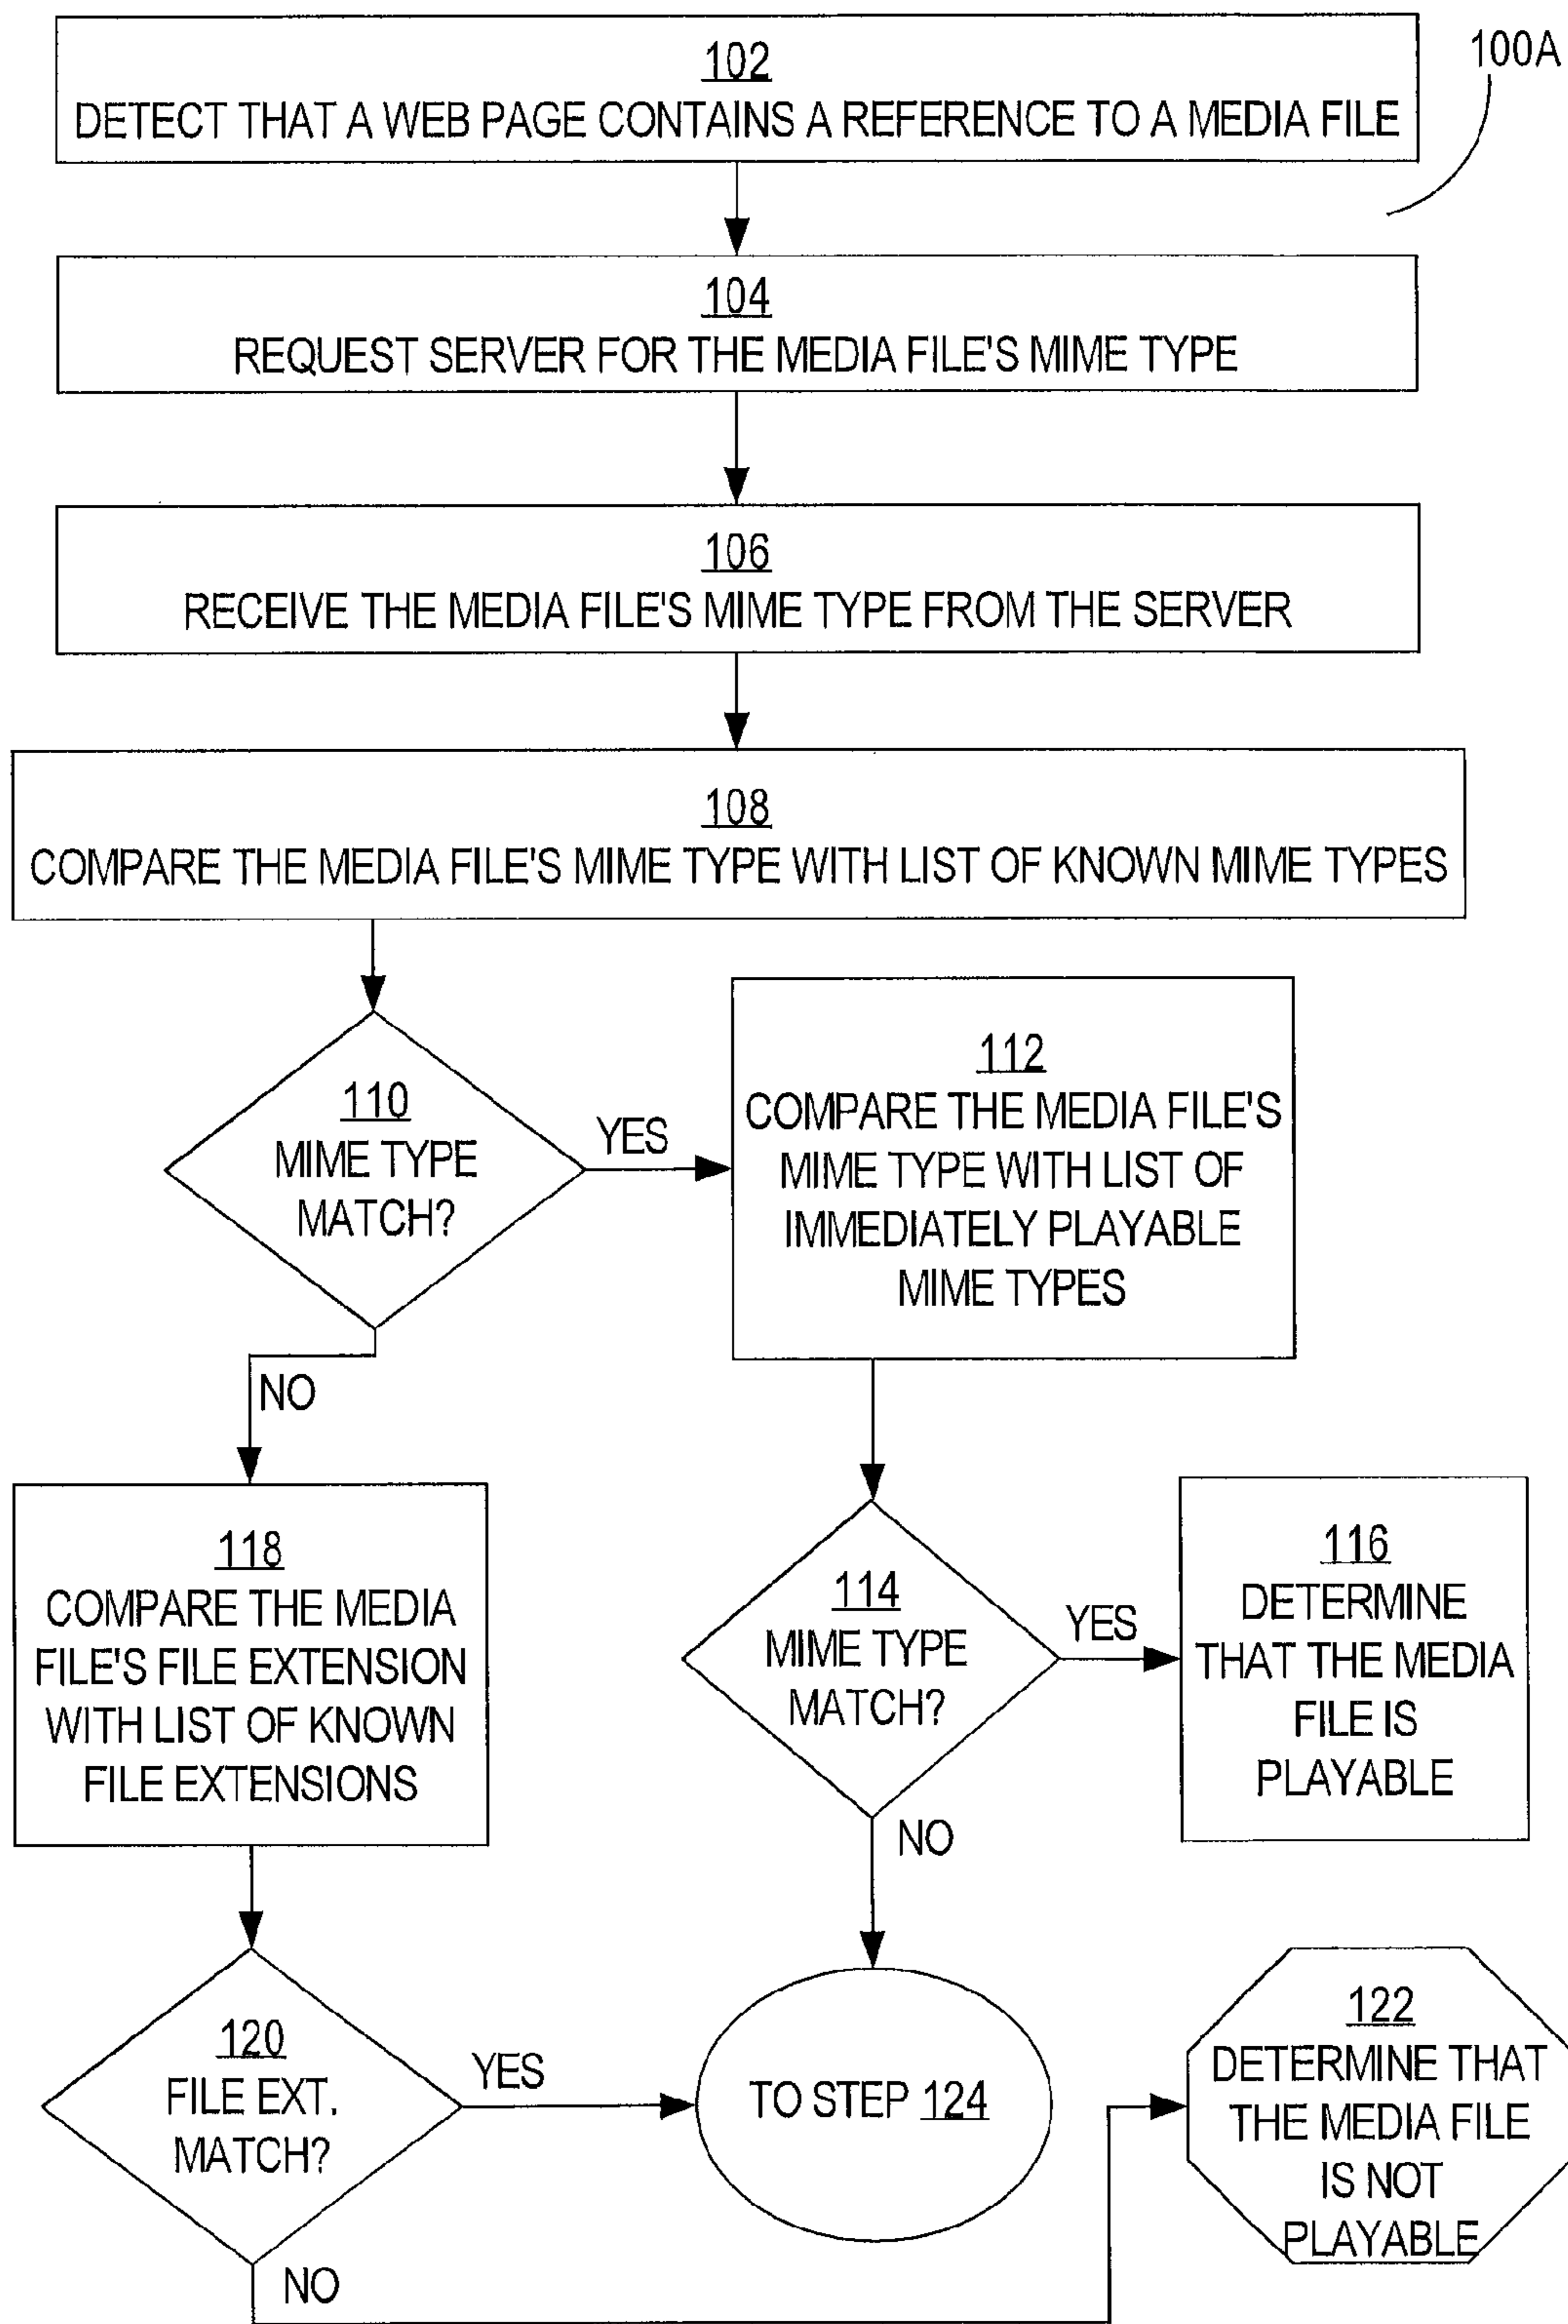 102
DETECT THAT A WEB PAGE CONTAINS A REFERENCE TO A MEDIA FILE
100A
104
REQUEST SERVER FOR THE MEDIA FILE'S MIME TYPE
106
RECEIVE THE MEDIA FILE'S MIME TYPE FROM THE SERVER
108
COMPARE THE MEDIA FILE'S MIME TYPE WITH LIST OF KNOWN MIME TYPES
110
MIME TYPE
MATCH?
YES
NO
112
COMPARE THE MEDIA FILE'S
MIME TYPE WITH LIST OF
IMMEDIATELY PLAYABLE
MIME TYPES
114
MIME TYPE
MATCH?
YES
NO
116
DETERMINE
THAT THE MEDIA
FILE IS
PLAYABLE
118
COMPARE THE MEDIA
FILE'S FILE EXTENSION
WITH LIST OF KNOWN
FILE EXTENSIONS
120
FILE EXT.
MATCH?
YES
NO
TO STEP 124
122
DETERMINE THAT
THE MEDIA FILE
IS NOT
PLAYABLE